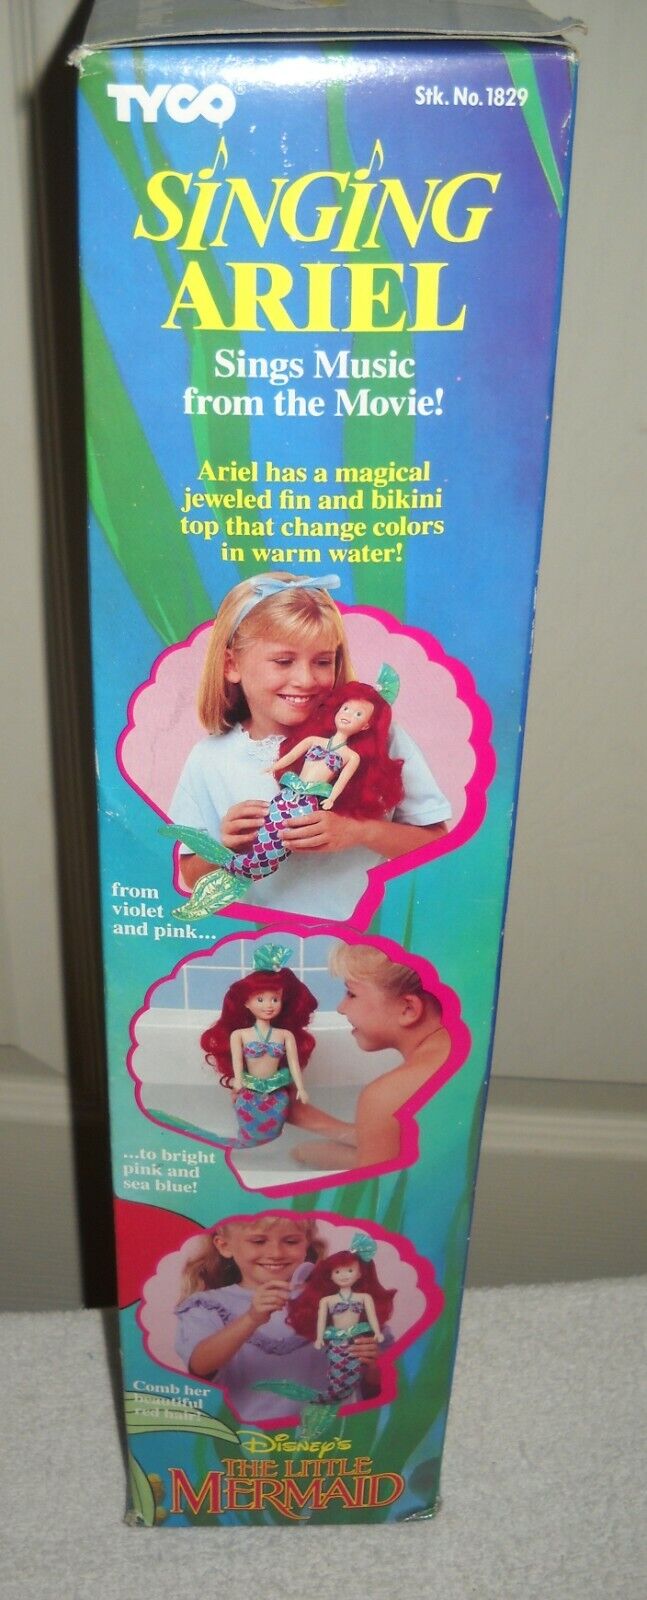 TYCO®
Stk. No. 1829
SINGING
ARIEL
Sings Music
from the Movie!
Ariel has a magical
jeweled fin and bikini
top that change colors
in warm water!
from
violet
and pink...
...to bright
pink and
sea blue!
Comb her
beautiful
red hair!
DISNEY'S
THE LITTLE
MERMAID